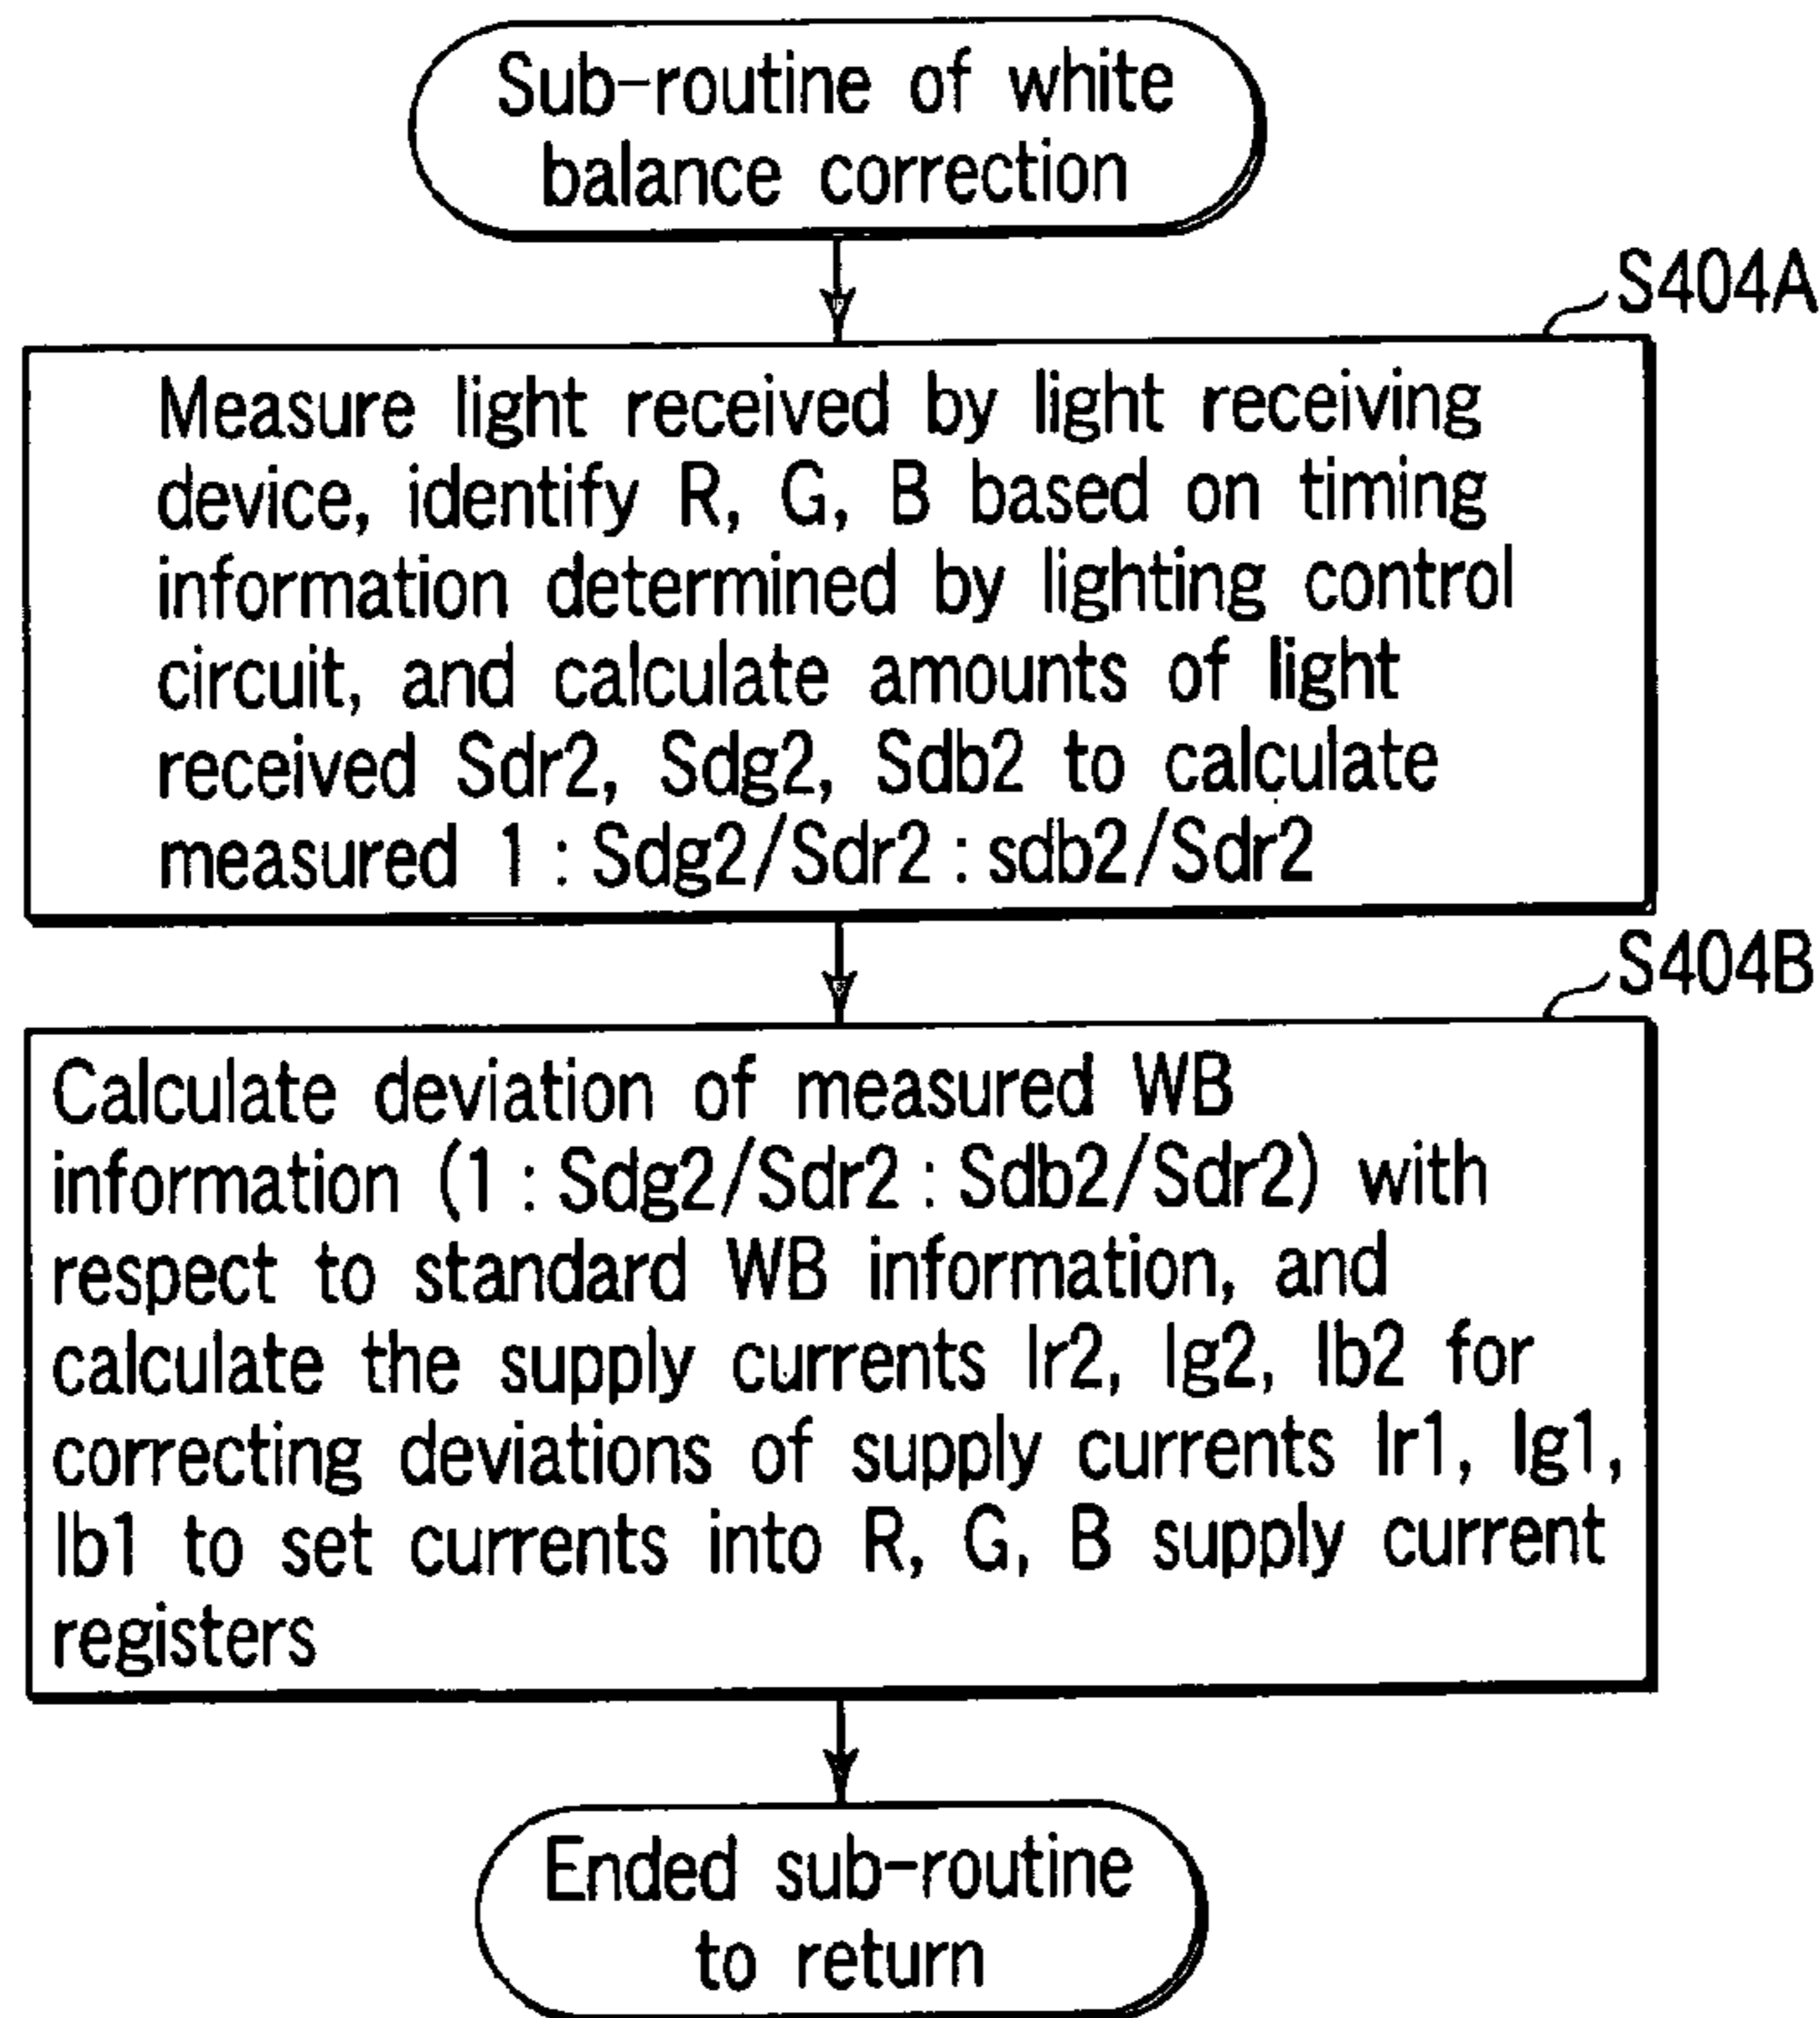 Sub-routine of white
balance correction
S404A
Measure light received by light receiving
device, identify R, G, B based on timing
information determined by lighting control
circuit, and calculate amounts of light
received Sdr2, Sdg2, Sdb2 to calculate
measured 1 : Sdg2/Sdr2 : sdb2/Sdr2
S404B
Calculate deviation of measured WB
information (1 : Sdg2/Sdr2 : Sdb2/Sdr2) with
respect to standard WB information, and
calculate the supply currents Ir2, Ig2, Ib2 for
correcting deviations of supply currents Ir1, Ig1,
Ib1 to set currents into R, G, B supply current
registers
Ended sub-routine
to return